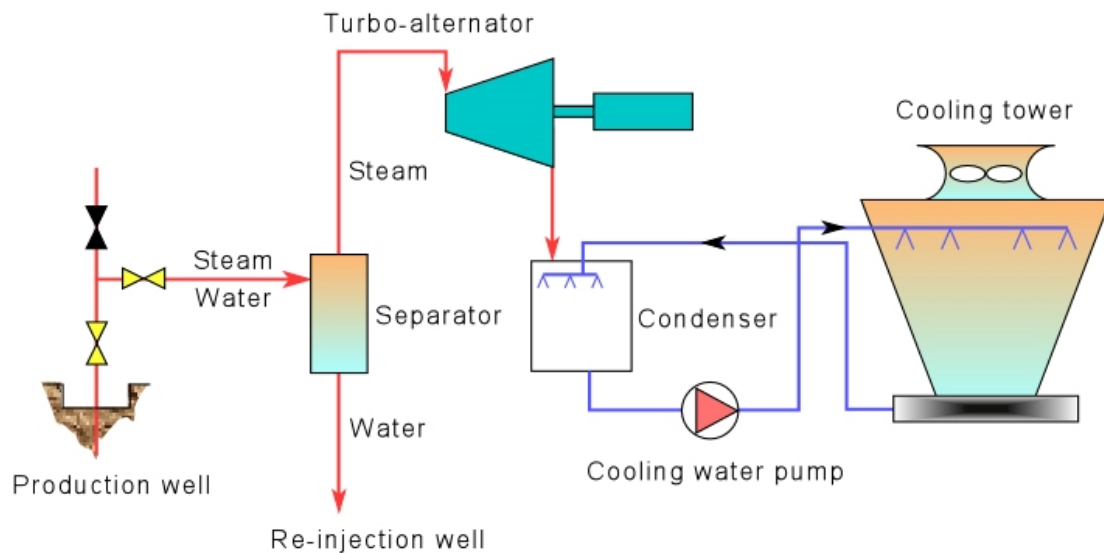 Turbo-alternator
Cooling tower
Steam
Steam
Water
Separator
Condenser
Water
Cooling water pump
Production well
Re-injection well